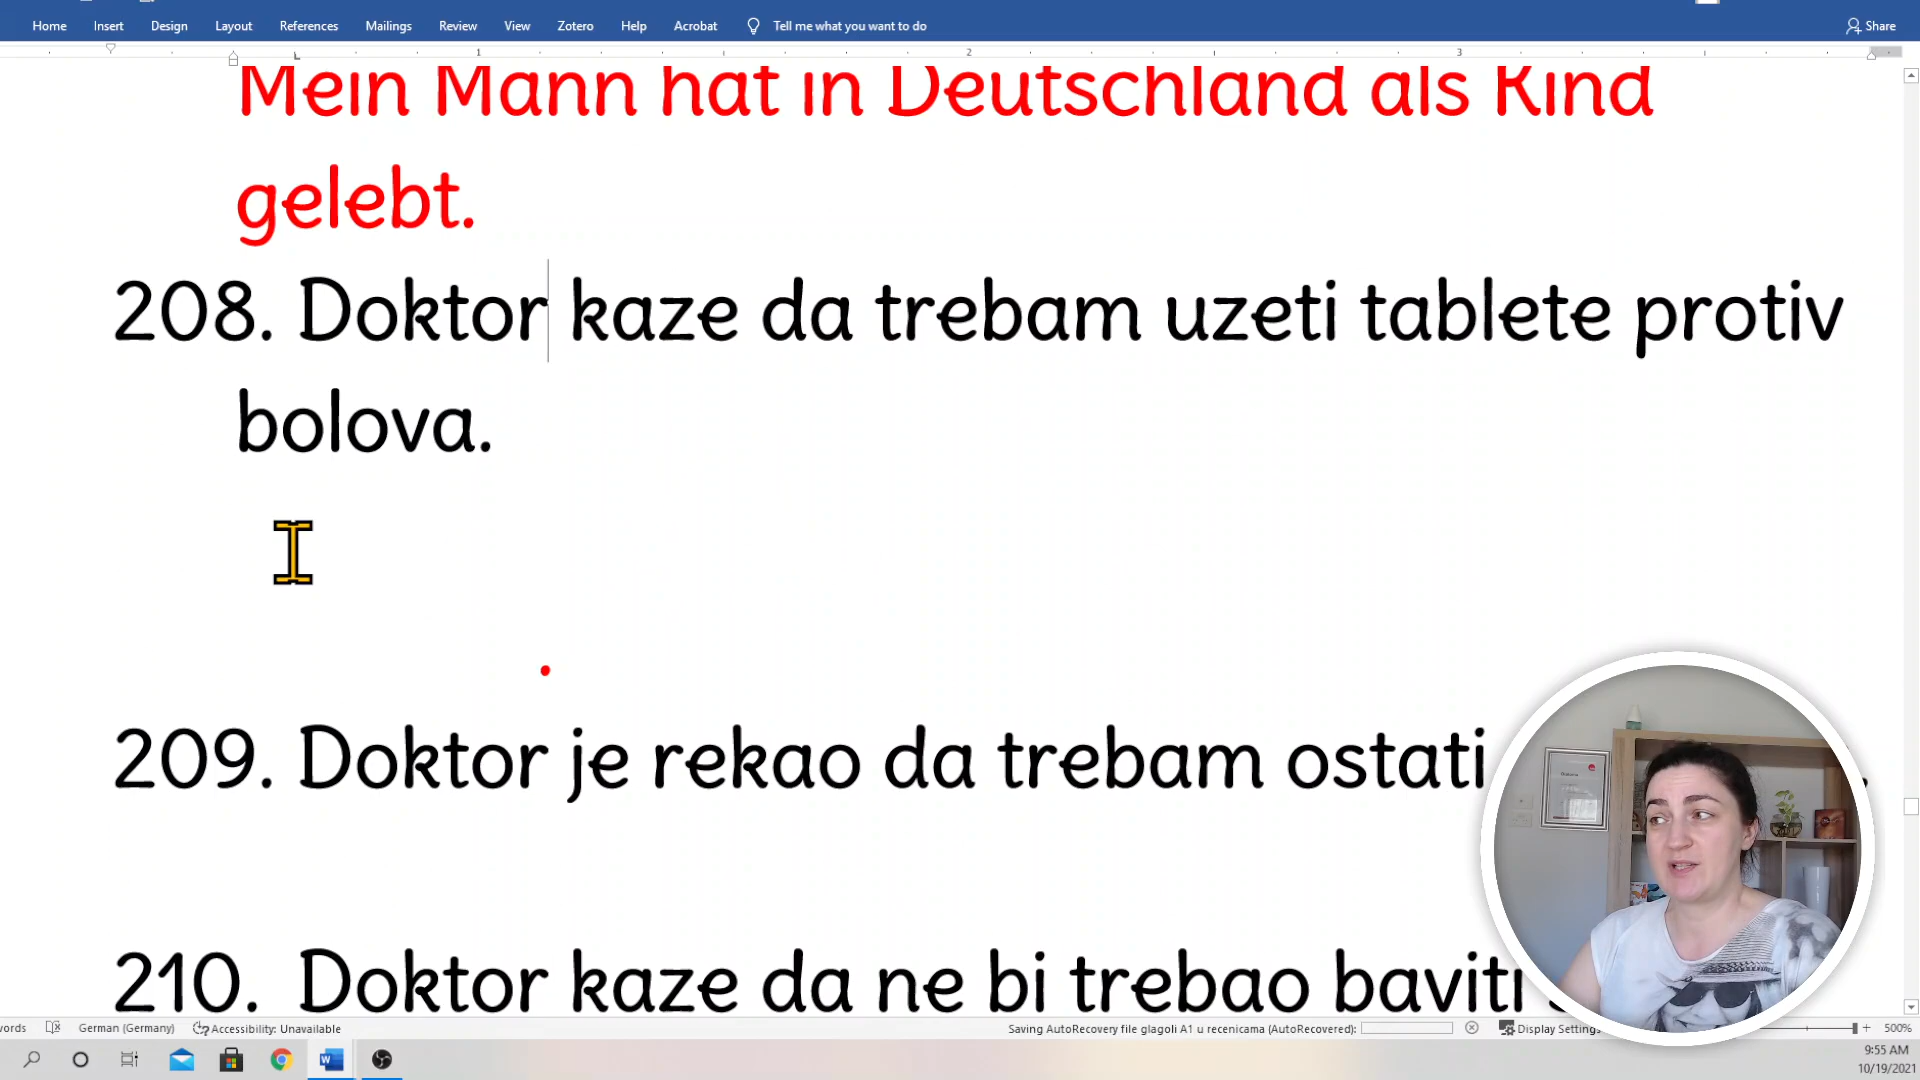 Home Insert Design Layout References Mailings Review View Zotero Help Acrobat Tell me what you want to do Share
1 2 3
Mein Mann hat in Deutschland als Kind
gelebt.
208. Doktor kaze da trebam uzeti tablete protiv
bolova.
.
209. Doktor je rekao da trebam ostati
210. Doktor kaze da ne bi trebao baviti
German (Germany) Accessibility: Unavailable Saving AutoRecovery file glagoli A1 u recenicama (AutoRecovered): Display Settings 500%
9:55 AM
10/19/2021